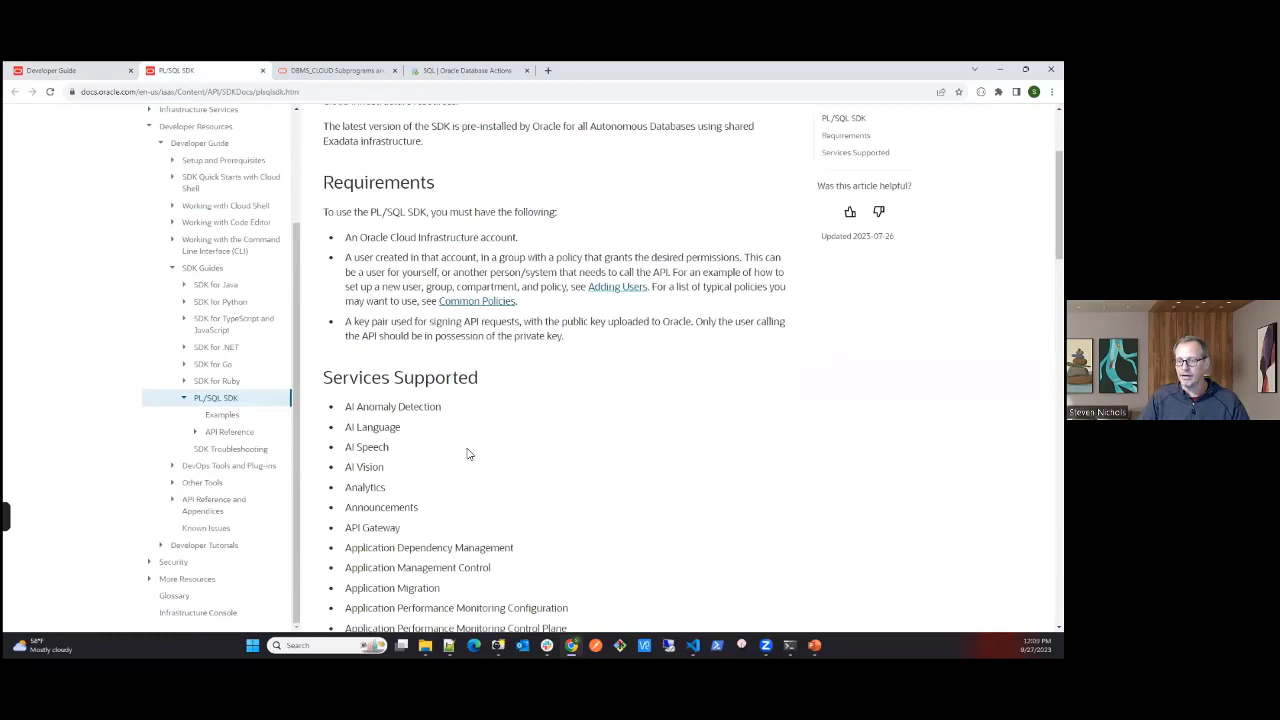 Developer Guide
PL/SQL SDK
DBMS_CLOUD Subprograms an
SQL | Oracle Database Actions
docs.oracle.com/en-us/iaas/Content/API/SDKDocs/plsqlsdk.htm
Infrastructure Services
Developer Resources
Developer Guide
Setup and Prerequisites
SDK Quick Starts with Cloud
Shell
Working with Cloud Shell
Working with Code Editor
Working with the Command
Line Interface (CLI)
SDK Guides
SDK for Java
SDK for Python
SDK for TypeScript and
JavaScript
SDK for .NET
SDK for Go
SDK for Ruby
PL/SQL SDK
Examples
API Reference
SDK Troubleshooting
DevOps Tools and Plug-ins
Other Tools
API Reference and
Appendices
Known Issues
Developer Tutorials
Security
More Resources
Glossary
Infrastructure Console
The latest version of the SDK is pre-installed by Oracle for all Autonomous Databases using shared
Exadata infrastructure.
Requirements
To use the PL/SQL SDK, you must have the following:
• An Oracle Cloud Infrastructure account.
• A user created in that account, in a group with a policy that grants the desired permissions. This can
be a user for yourself, or another person/system that needs to call the API. For an example of how to
set up a new user, group, compartment, and policy, see Adding Users. For a list of typical policies you
may want to use, see Common Policies.
• A key pair used for signing API requests, with the public key uploaded to Oracle. Only the user calling
the API should be in possession of the private key.
Services Supported
• AI Anomaly Detection
• AI Language
• AI Speech
• AI Vision
• Analytics
• Announcements
• API Gateway
• Application Dependency Management
• Application Management Control
• Application Migration
• Application Performance Monitoring Configuration
• Application Performance Monitoring Control Plane
PL/SQL SDK
Requirements
Services Supported
Was this article helpful?
Updated 2023-07-26
Steven Nichols
58°F
Mostly cloudy
Search
12:09 PM
9/27/2023